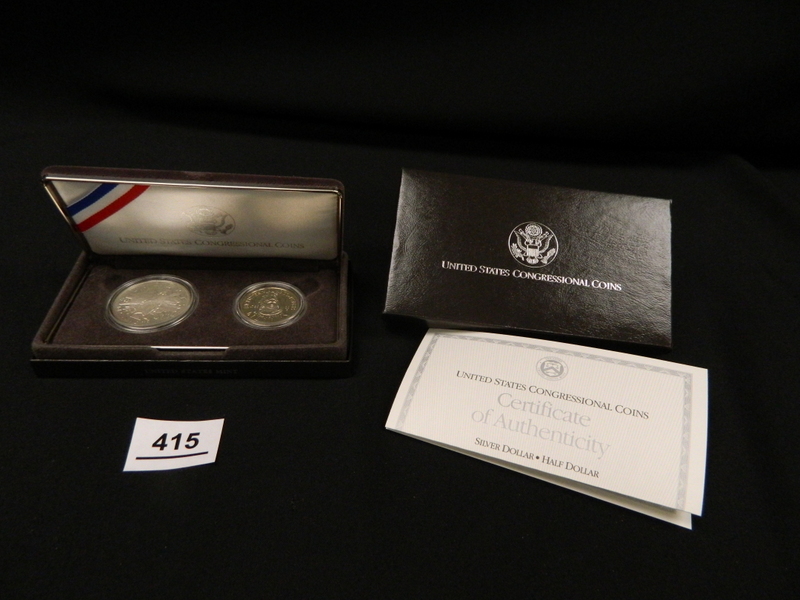 UNITED STATES CONGRESSIONAL COINS
UNITED STATES CONGRESSIONAL COINS
UNITED STATES CONGRESSIONAL COINS
Certificate
of Authenticity
SILVER DOLLAR • HALF DOLLAR
415